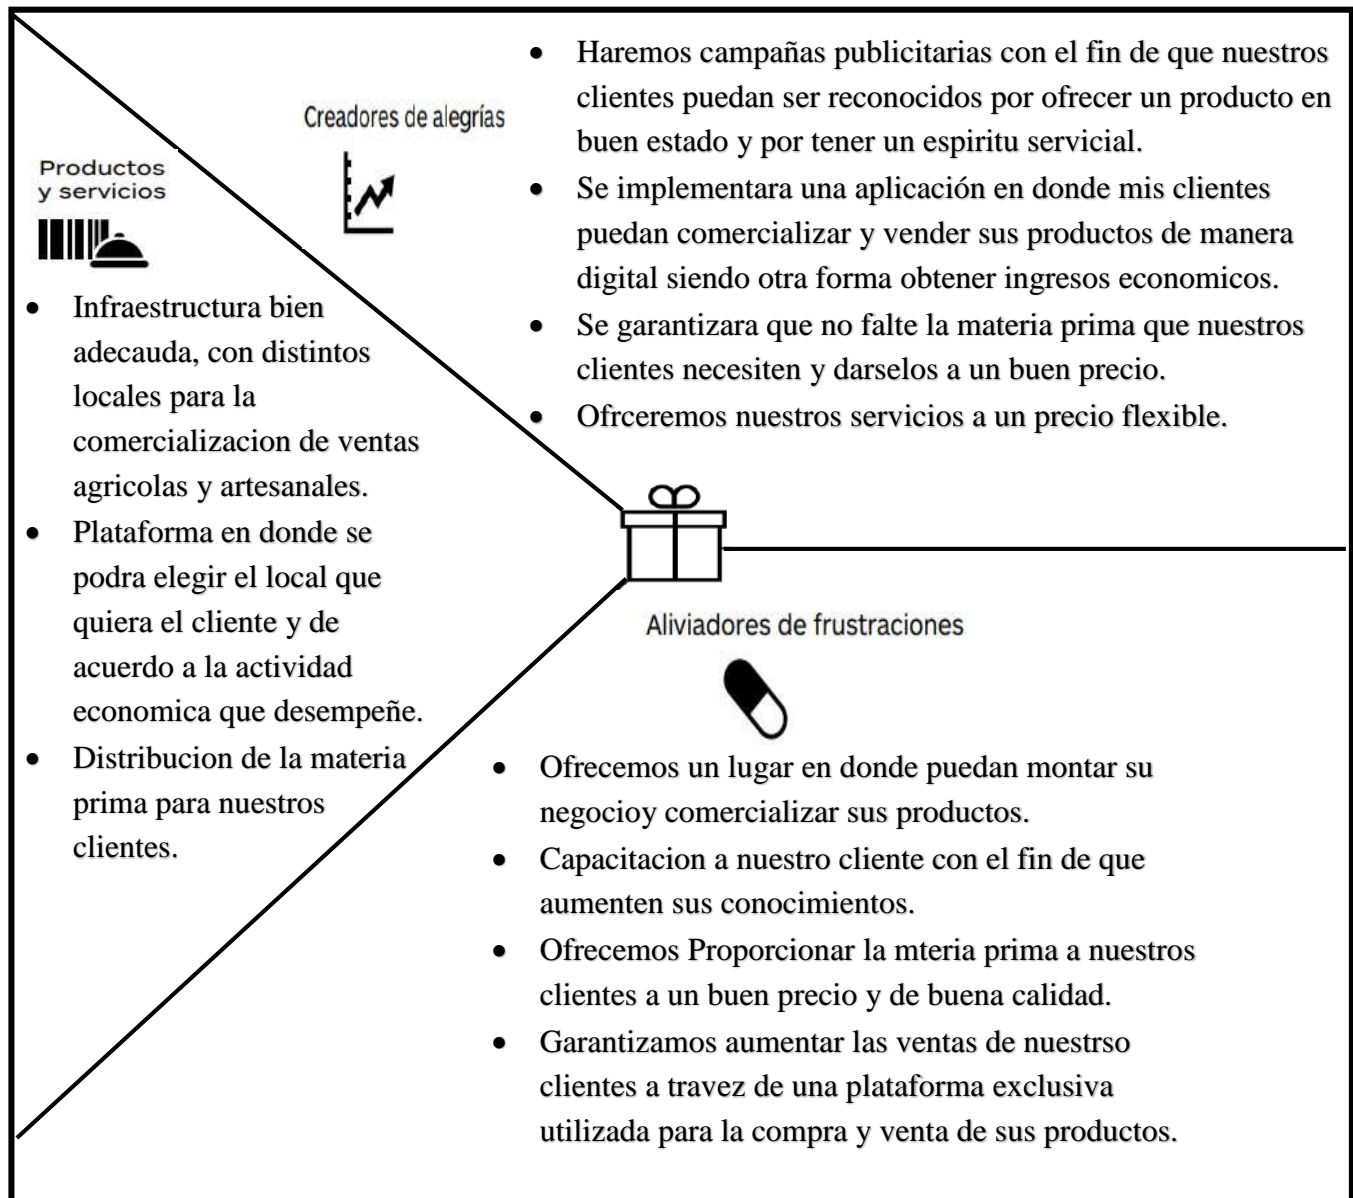 Productos
y servicios
• Infraestructura bien
adecauda, con distintos
locales para la
comercializacion de ventas
agricolas y artesanales.
• Plataforma en donde se
podra elegir el local que
quiera el cliente y de
acuerdo a la actividad
economica que desempeñe.
• Distribucion de la materia
prima para nuestros
clientes.
Creadores de alegrías
• Haremos campañas publicitarias con el fin de que nuestros
clientes puedan ser reconocidos por ofrecer un producto en
buen estado y por tener un espiritu servicial.
• Se implementara una aplicación en donde mis clientes
puedan comercializar y vender sus productos de manera
digital siendo otra forma obtener ingresos economicos.
• Se garantizara que no falte la materia prima que nuestros
clientes necesiten y darselos a un buen precio.
• Ofrceremos nuestros servicios a un precio flexible.
Aliviadores de frustraciones
• Ofrecemos un lugar en donde puedan montar su
negocioy comercializar sus productos.
• Capacitacion a nuestro cliente con el fin de que
aumenten sus conocimientos.
• Ofrecemos Proporcionar la mteria prima a nuestros
clientes a un buen precio y de buena calidad.
• Garantizamos aumentar las ventas de nuestrso
clientes a travez de una plataforma exclusiva
utilizada para la compra y venta de sus productos.